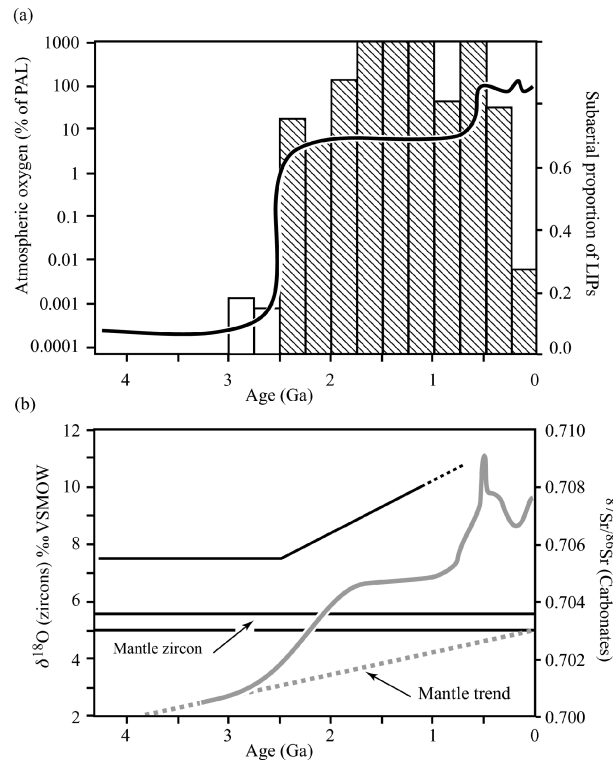 (a)
Atmospheric oxygen (% of PAL)
1000
100
10
1
0.1
0.01
0.001
0.0001
Subaerial proportion of LIPs
0.6
0.4
0.2
0.0
4 3 2 1 0
Age (Ga)
(b)
δ18O (zircons) ‰ VSMOW
12
10
8
6
4
2
0.710
0.708
0.706
0.704
0.702
0.700
87Sr/86Sr (Carbonates)
Mantle zircon
Mantle trend
4 3 2 1 0
Age (Ga)